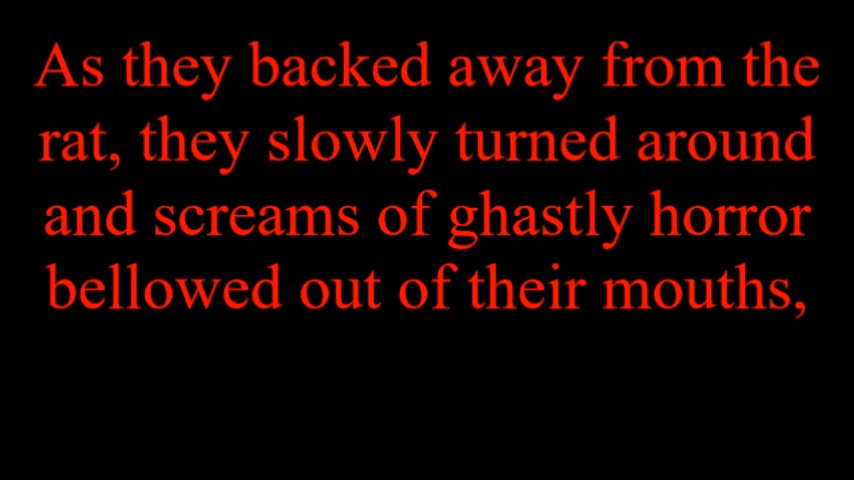 As they backed away from the
rat, they slowly turned around
and screams of ghastly horror
bellowed out of their mouths,